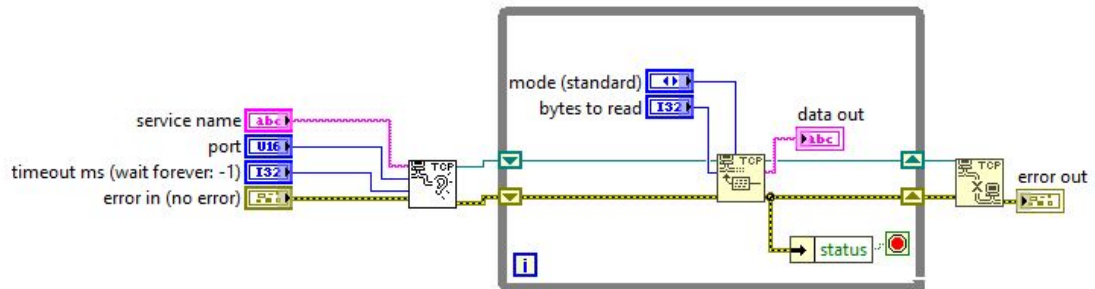 mode (standard)
bytes to read
I32
data out
abc
service name
abc
port
U16
timeout ms (wait forever: -1)
I32
error in (no error)
TCP
TCP
TCP
error out
status
i